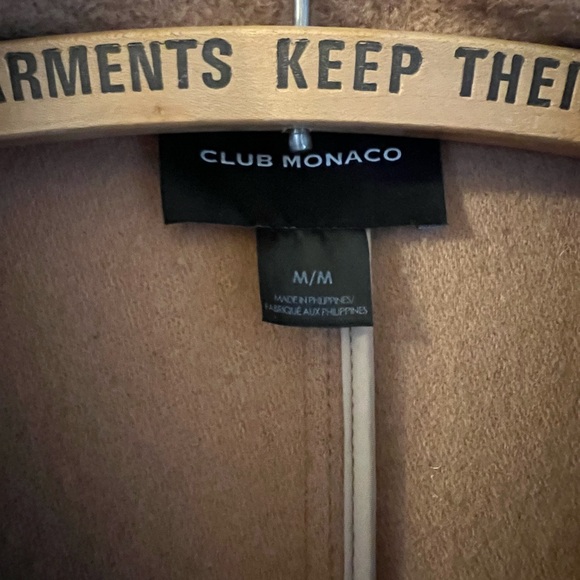 ARMENTS KEEP THEI
CLUB MONACO
M/M
MADE IN PHILIPPINES/
FABRIQUÉ AUX PHILIPPINES